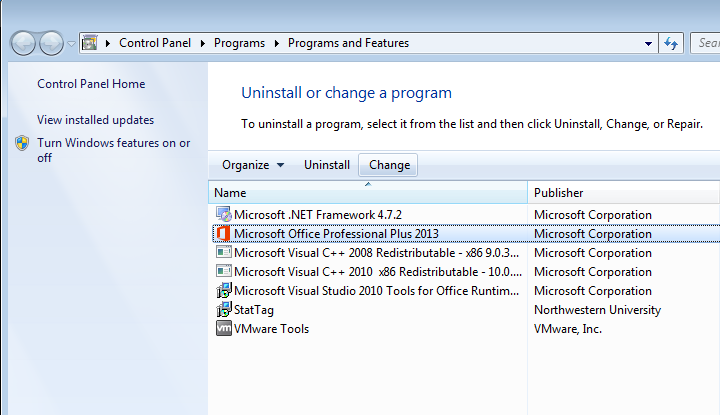 Control Panel Programs Programs and Features Sear
Control Panel Home
View installed updates
Turn Windows features on or
off
Uninstall or change a program
To uninstall a program, select it from the list and then click Uninstall, Change, or Repair.
Organize Uninstall Change
Name Publisher
Microsoft .NET Framework 4.7.2 Microsoft Corporation
Microsoft Office Professional Plus 2013 Microsoft Corporation
Microsoft Visual C++ 2008 Redistributable - x86 9.0.3... Microsoft Corporation
Microsoft Visual C++ 2010 x86 Redistributable - 10.0.... Microsoft Corporation
Microsoft Visual Studio 2010 Tools for Office Runtim... Microsoft Corporation
StatTag Northwestern University
vm VMware Tools VMware, Inc.